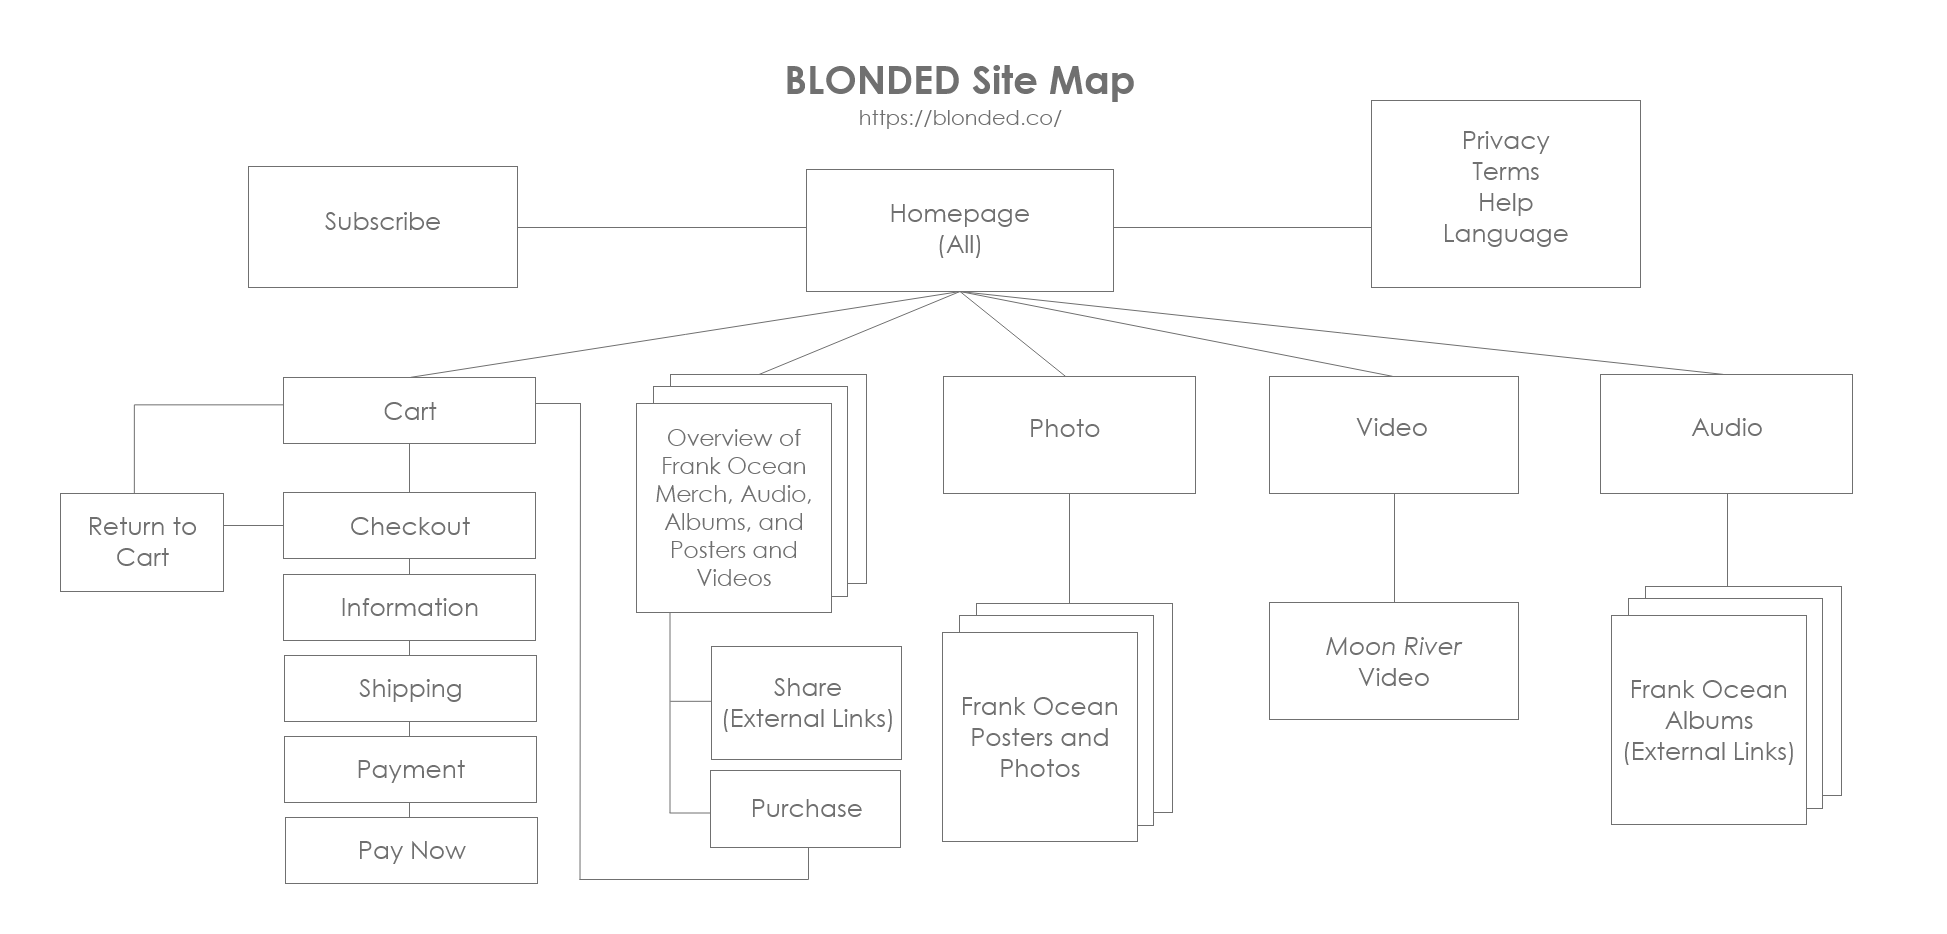 BLONDED Site Map
https://blonded.co/
Subscribe
Homepage
(All)
Privacy
Terms
Help
Language
Cart
Return to
Cart
Checkout
Information
Shipping
Payment
Pay Now
Overview of
Frank Ocean
Merch, Audio,
Albums, and
Posters and
Videos
Share
(External Links)
Purchase
Photo
Frank Ocean
Posters and
Photos
Video
Moon River
Video
Audio
Frank Ocean
Albums
(External Links)